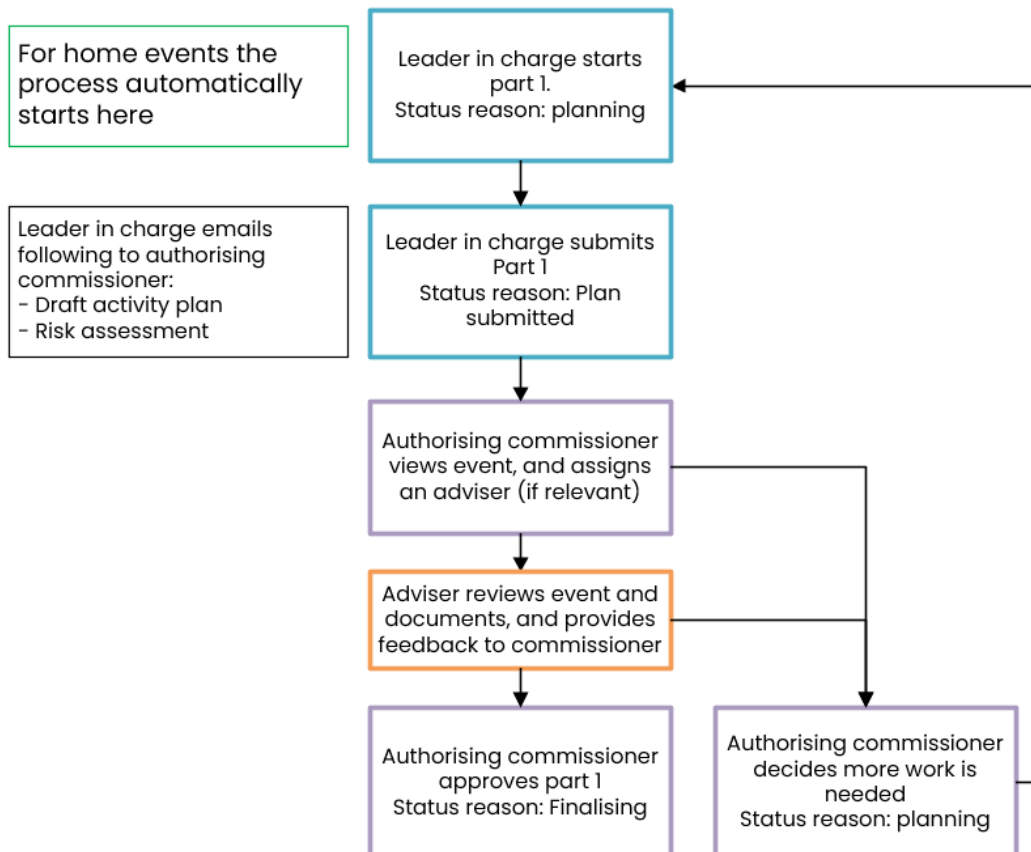 For home events the
process automatically
starts here
Leader in charge starts
part 1.
Status reason: planning
Leader in charge emails
following to authorising
commissioner:
- Draft activity plan
- Risk assessment
Leader in charge submits
Part 1
Status reason: Plan
submitted
Authorising commissioner
views event, and assigns
an adviser (if relevant)
Adviser reviews event and
documents, and provides
feedback to commissioner
Authorising commissioner
approves part 1
Status reason: Finalising
Authorising commissioner
decides more work is
needed
Status reason: planning